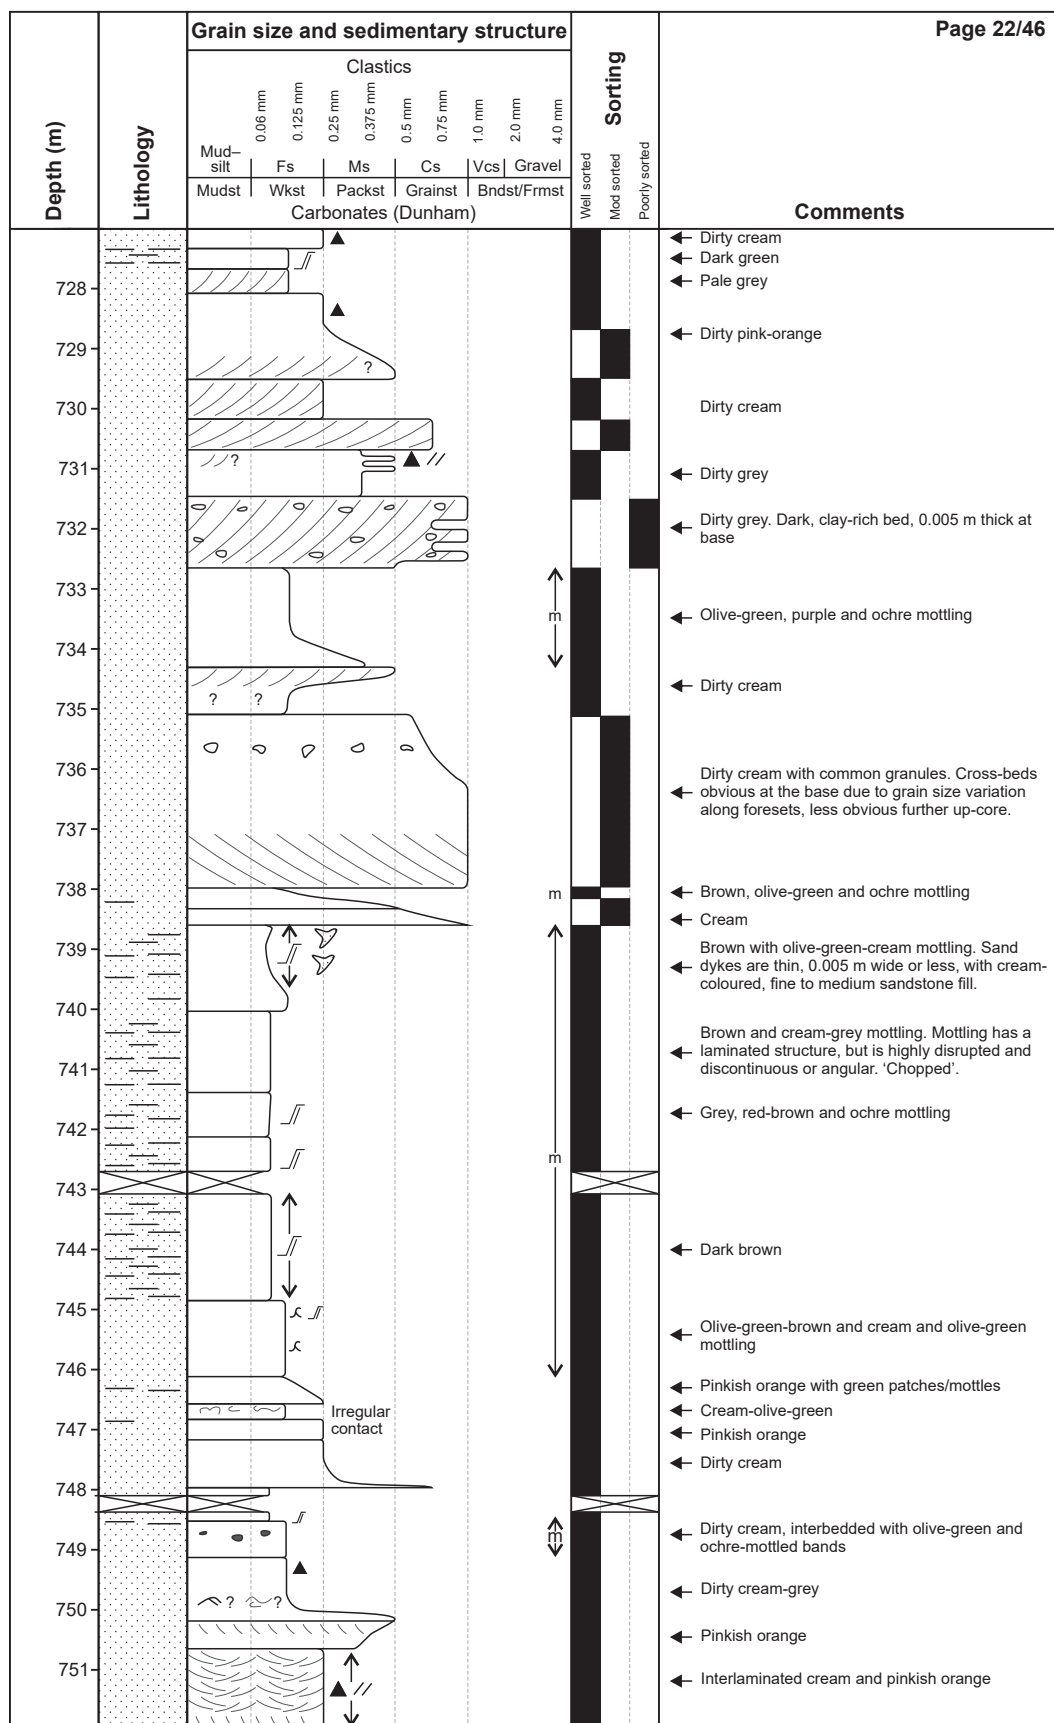 Grain size and sedimentary structure
Page 22/46
Depth (m)
Lithology
Clastics
0.06 mm
0.125 mm
0.25 mm
0.375 mm
0.5 mm
0.75 mm
1.0 mm
2.0 mm
4.0 mm
Mud–
silt
Fs
Ms
Cs
Vcs
Gravel
Mudst
Wkst
Packst
Grainst
Bndst/Frmst
Carbonates (Dunham)
Sorting
Well sorted
Mod sorted
Poorly sorted
Comments
Dirty cream
Dark green
Pale grey
728
Dirty pink-orange
729
?
730
Dirty cream
?
731
Dirty grey
732
Dirty grey. Dark, clay-rich bed, 0.005 m thick at
base
733
m
Olive-green, purple and ochre mottling
734
Dirty cream
? ?
735
736
Dirty cream with common granules. Cross-beds
obvious at the base due to grain size variation
along foresets, less obvious further up-core.
737
738
m
Brown, olive-green and ochre mottling
Cream
739
Brown with olive-green-cream mottling. Sand
dykes are thin, 0.005 m wide or less, with cream-
coloured, fine to medium sandstone fill.
740
Brown and cream-grey mottling. Mottling has a
laminated structure, but is highly disrupted and
discontinuous or angular. ‘Chopped’.
741
Grey, red-brown and ochre mottling
742
m
743
744
Dark brown
745
Olive-green-brown and cream and olive-green
mottling
746
Pinkish orange with green patches/mottles
Irregular
contact
Cream-olive-green
747
Pinkish orange
Dirty cream
748
m
Dirty cream, interbedded with olive-green and
ochre-mottled bands
749
Dirty cream-grey
? ?
750
Pinkish orange
751
Interlaminated cream and pinkish orange